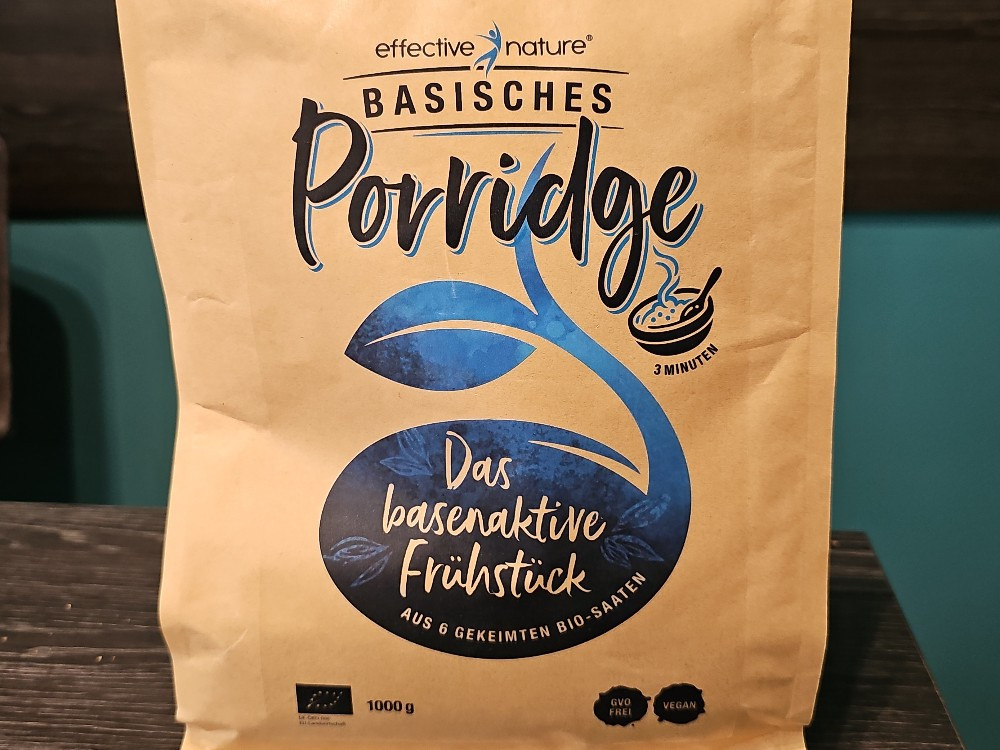 effective nature®
BASISCHES
Porridge
3 MINUTEN
Das
basenaktive
Frühstück
AUS 6 GEKEIMTEN BIO-SAATEN
1000 g
GVO
FREI
VEGAN